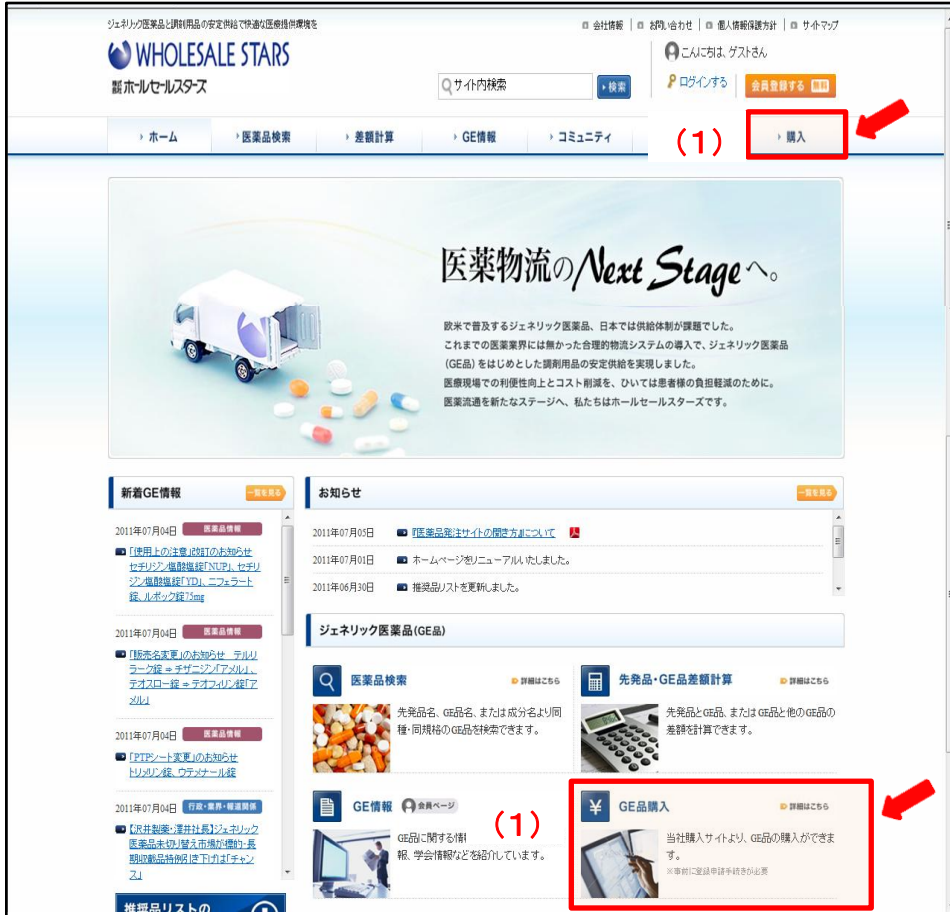 ジェネリック医薬品と調剤用品の安定供給で快適な医療提供環境を
会社情報 | お問い合わせ | 個人情報保護方針 | サイトマップ
WHOLESALE STARS
株式会社 ホールセールスターズ
こんにちは、ゲストさん
サイト内検索
検索
ログインする
会員登録する 無料
ホーム
医薬品検索
差額計算
GE情報
コミュニティ
(1)
購入
医薬物流のNext Stageへ。
欧米で普及するジェネリック医薬品、日本では供給体制が課題でした。
これまでの医薬業界には無かった合理的物流システムの導入で、ジェネリック医薬品
(GE品)をはじめとした調剤用品の安定供給を実現しました。
医療現場での利便性向上とコスト削減を、ひいては患者様の負担軽減のために。
医薬流通を新たなステージへ、私たちはホールセールスターズです。
新着GE情報
一覧を見る
2011年07月04日 医薬品情報
「使用上の注意」改訂のお知らせ
セチリジン塩酸塩錠「NUP」、セチリ
ジン塩酸塩錠「YD」、ニフェラート
錠、ルボック錠75mg
2011年07月04日 医薬品情報
「販売名変更」のお知らせ テルリ
ラーク錠 ⇒ チザニジン「アメル」、
テオスロー錠 ⇒ テオフィリン錠「ア
メル」
2011年07月04日 医薬品情報
「PTPシート変更」のお知らせ
トリメリン錠、ウテメナール錠
2011年07月04日 行政・業界・報道関係
【沢井製薬・澤井社長】ジェネリック
医薬品未切り替え市場が標的・長
期収載品特例引き下げは「チャン
ス」
推奨品リストの
お知らせ
一覧を見る
2011年07月05日 『医薬品発注サイトの開き方』について
2011年07月01日 ホームページをリニューアルいたしました。
2011年06月30日 推奨品リストを更新しました。
ジェネリック医薬品(GE品)
医薬品検索
詳細はこちら
先発品名、GE品名、または成分名より同
種・同規格のGE品を検索できます。
先発品・GE品差額計算
詳細はこちら
先発品とGE品、またはGE品と他のGE品の
差額を計算できます。
GE情報 会員ページ
(1)
GE品に関する情
報、学会情報などを紹介しています。
GE品購入
詳細はこちら
当社購入サイトより、GE品の購入ができま
す。
※事前に登録申請手続きが必要